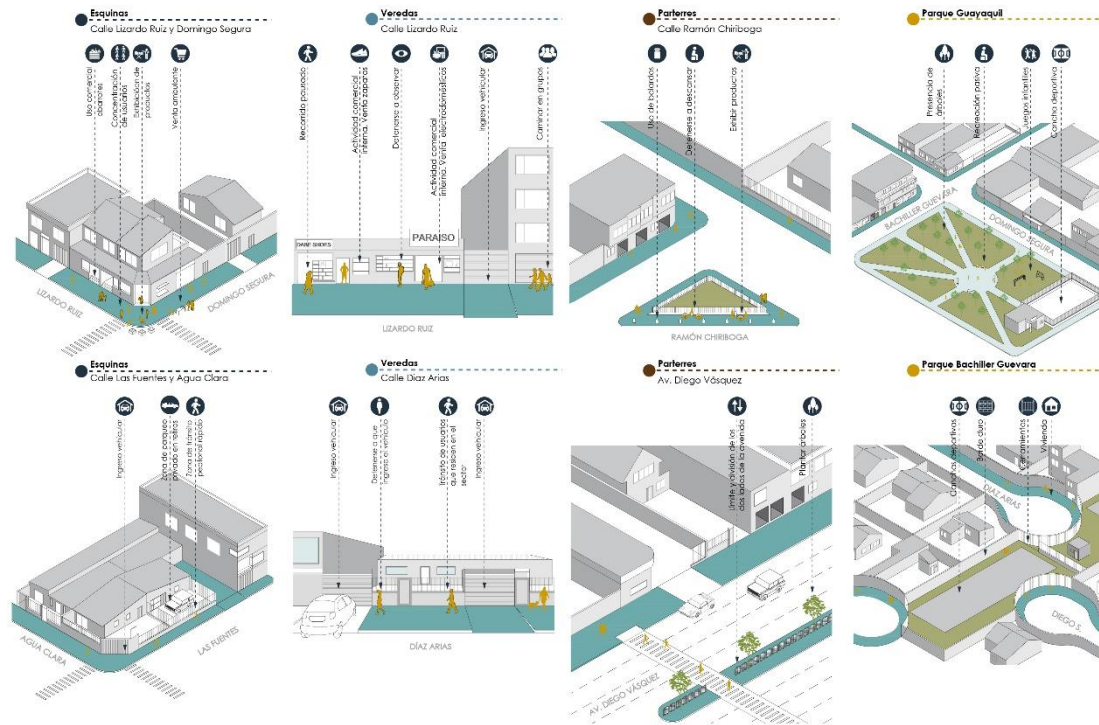 Esquinas
Calle Lizardo Ruiz y Domingo Segura
Uso comercial
abarrotes
Concentración
de usuarios
Exhibición de
productos
Venta ambulante
LIZARDO RUIZ
DOMINGO SEGURA
Veredas
Calle Lizardo Ruiz
Recorrido pausado
Actividad comercial
interna. Venta zapatos
Detenerse a observar
Actividad comercial
interna. Venta electrodomésticos
Ingreso vehicular
Caminar en grupos
PARAISO
LIZARDO RUIZ
Parterres
Calle Ramón Chiriboga
Uso de bolardos
Detenerse a descansar
Exhibir productos
RAMÓN CHIRIBOGA
Parque Guayaquil
Presencia de
árboles
Recreación pasiva
Juegos infantiles
Cancha deportiva
BACHILLER GUEVARA
DOMINGO SEGURA
Esquinas
Calle Las Fuentes y Agua Clara
Ingreso vehicular
Zona de parqueo
privado en retiros
Zona de tránsito
peatonal rápido
AGUA CLARA
LAS FUENTES
Veredas
Calle Diaz Arias
Ingreso vehicular
Detenerse a que
ingrese el vehículo
Tránsito de usuarios
que residen en el
sector
Ingreso vehicular
DÍAZ ARIAS
Parterres
Av. Diego Vásquez
Límite y división de los
dos lados de la avenida
Plantar árboles
AV. DIEGO VÁSQUEZ
Parque Bachiller Guevara
Canchas deportivas
Borde duro
Cerramientos
Vivienda
DÍAZ ARIAS
DIEGO S.